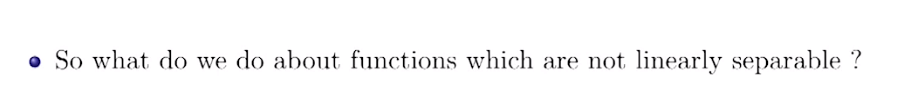 So what do we do about functions which are not linearly separable ?